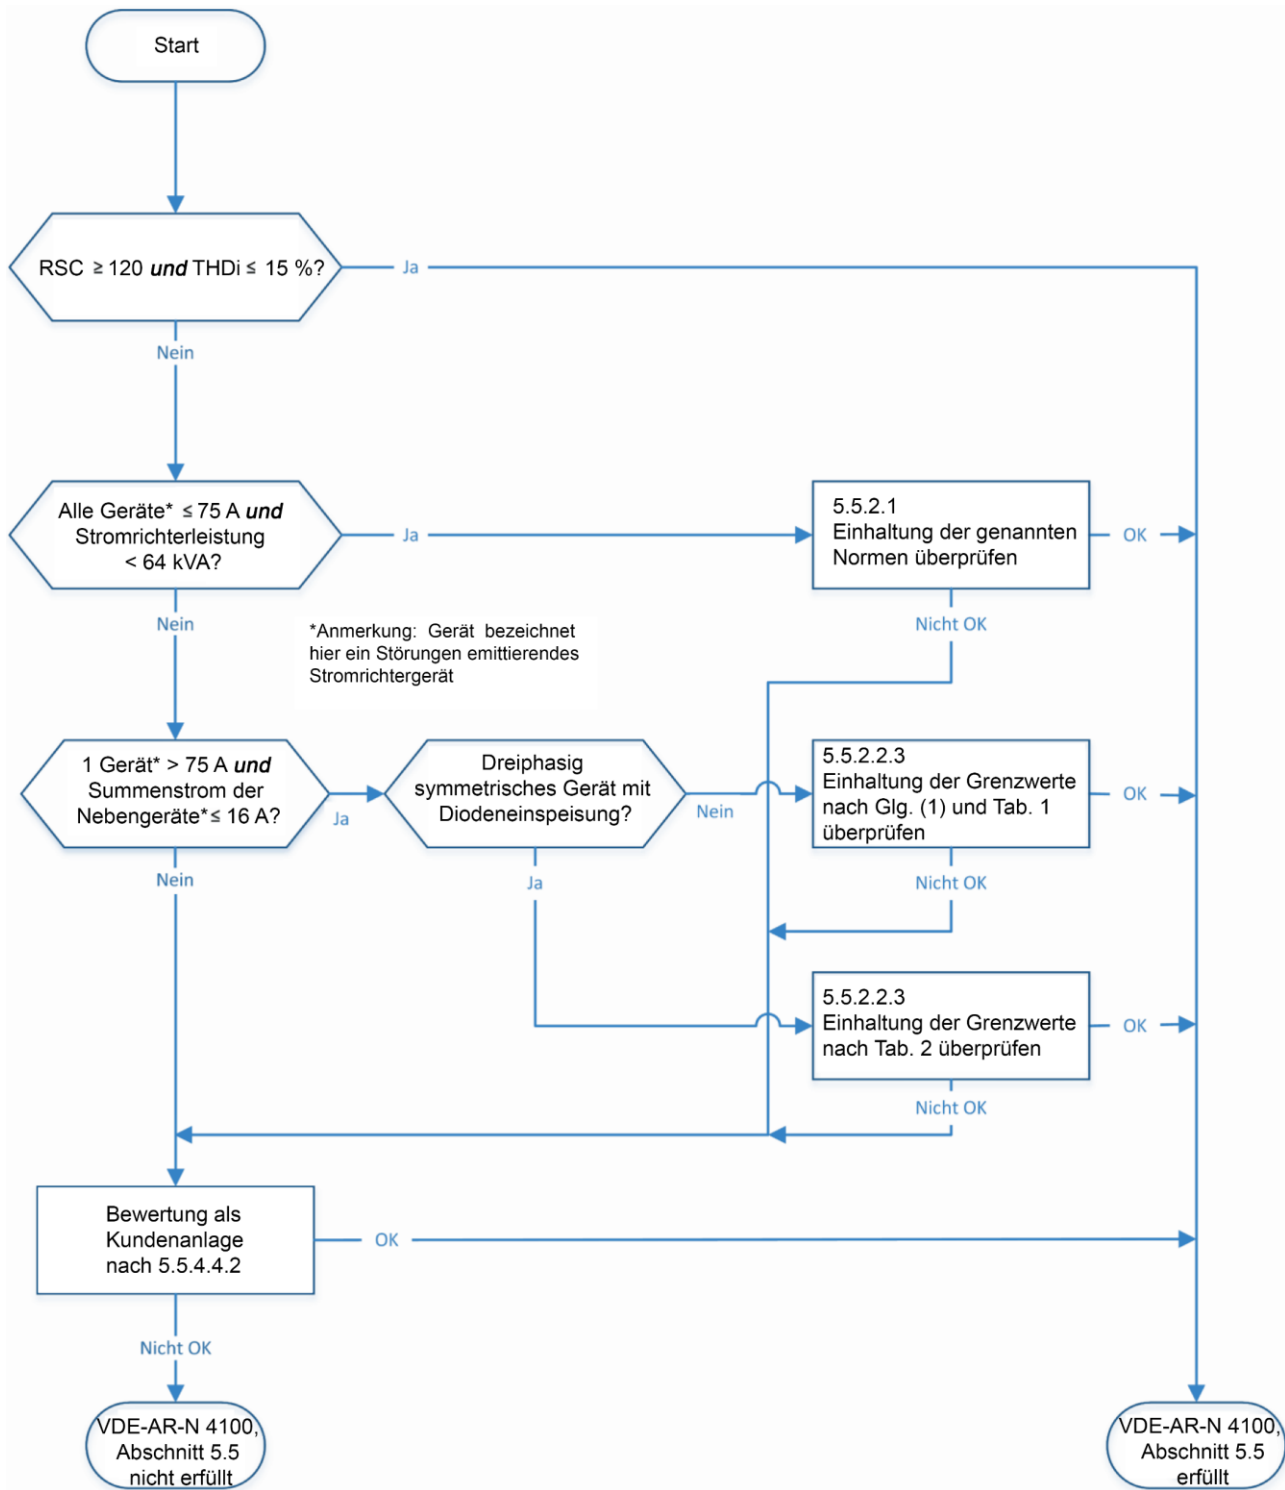 Start
RSC ≥ 120 und THDi ≤ 15 %?
Ja
Nein
Alle Geräte* ≤ 75 A und
Stromrichterleistung
< 64 kVA?
Ja
5.5.2.1
Einhaltung der genannten
Normen überprüfen
OK
Nein
Nicht OK
*Anmerkung: Gerät bezeichnet
hier ein Störungen emittierendes
Stromrichtergerät
1 Gerät* > 75 A und
Summenstrom der
Nebengeräte* ≤ 16 A?
Ja
Dreiphasig
symmetrisches Gerät mit
Diodeneinspeisung?
Nein
5.5.2.2.3
Einhaltung der Grenzwerte
nach Glg. (1) und Tab. 1
überprüfen
OK
Nein
Ja
Nicht OK
5.5.2.2.3
Einhaltung der Grenzwerte
nach Tab. 2 überprüfen
OK
Nicht OK
Bewertung als
Kundenanlage
nach 5.5.4.4.2
OK
Nicht OK
VDE-AR-N 4100,
Abschnitt 5.5
nicht erfüllt
VDE-AR-N 4100,
Abschnitt 5.5
erfüllt